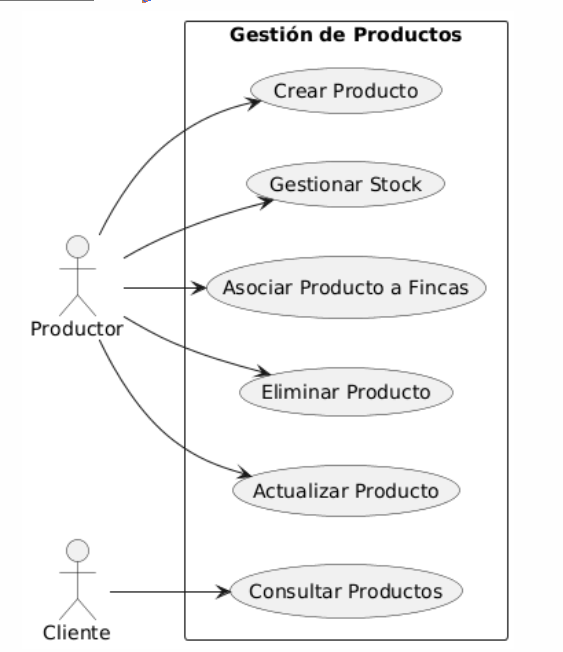 Gestión de Productos
Crear Producto
Gestionar Stock
Asociar Producto a Fincas
Productor
Eliminar Producto
Actualizar Producto
Consultar Productos
Cliente